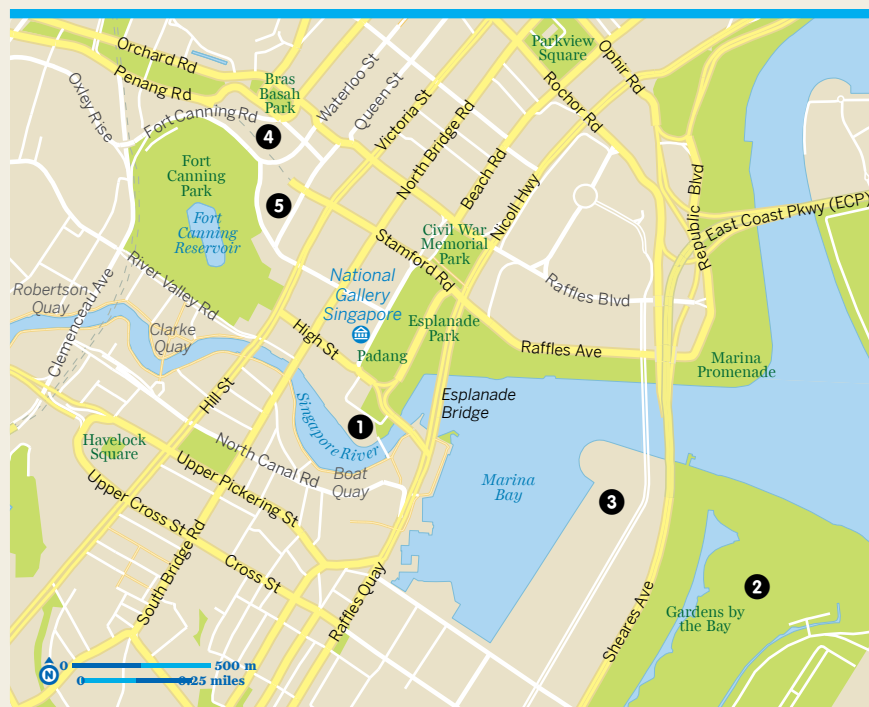 Orchard Rd
Penang Rd
Oxley Rise
Fort Canning Rd
Bras
Basah
Park
Waterloo St
Queen St
Victoria St
North Bridge Rd
Parkview
Square
Ophir Rd
Rochor Rd
Beach Rd
Nicoll Hwy
4
5
Fort
Canning
Park
Fort
Canning
Reservoir
Civil War
Memorial
Park
Stamford Rd
Republic Blvd
East Coast Pkwy (ECP)
Raffles Blvd
National
Gallery
Singapore
Esplanade
Park
Padang
Raffles Ave
Marina
Promenade
River Valley Rd
Clemenceau Ave
Robertson
Quay
Clarke
Quay
High St
Hill St
Singapore River
1
Esplanade
Bridge
Havelock
Square
North Canal Rd
Boat
Quay
Upper Pickering St
Upper Cross St
Cross St
South Bridge Rd
Raffles Quay
Marina
Bay
3
2
Gardens by
the Bay
Sheares Ave
N
0
500 m
0
0.25 miles